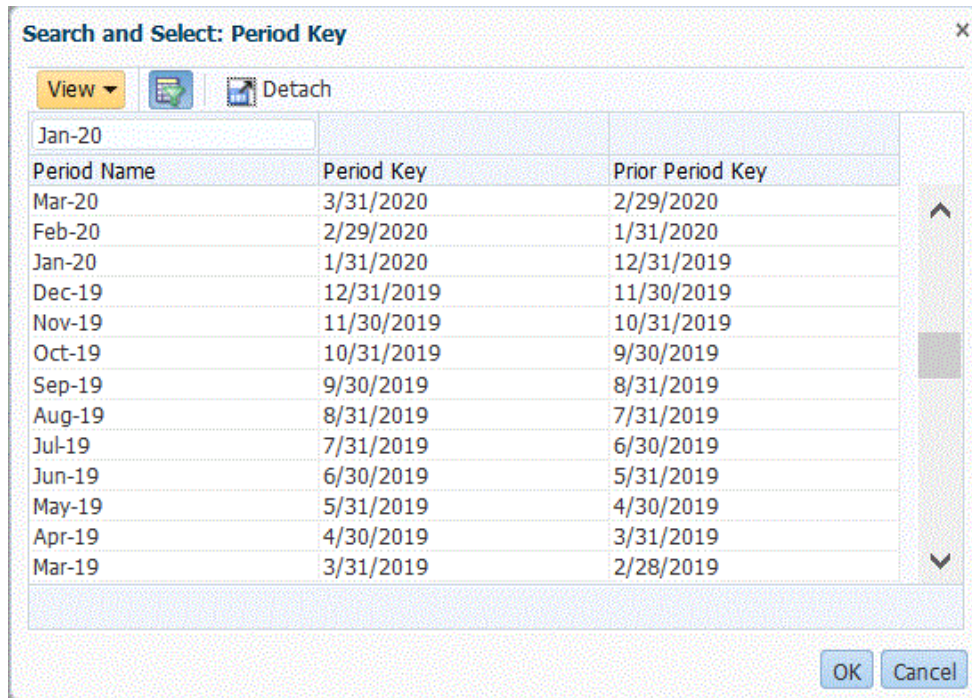 Search and Select: Period Key
View Detach
Jan-20
Period Name Period Key Prior Period Key
Mar-20 3/31/2020 2/29/2020
Feb-20 2/29/2020 1/31/2020
Jan-20 1/31/2020 12/31/2019
Dec-19 12/31/2019 11/30/2019
Nov-19 11/30/2019 10/31/2019
Oct-19 10/31/2019 9/30/2019
Sep-19 9/30/2019 8/31/2019
Aug-19 8/31/2019 7/31/2019
Jul-19 7/31/2019 6/30/2019
Jun-19 6/30/2019 5/31/2019
May-19 5/31/2019 4/30/2019
Apr-19 4/30/2019 3/31/2019
Mar-19 3/31/2019 2/28/2019
OK Cancel